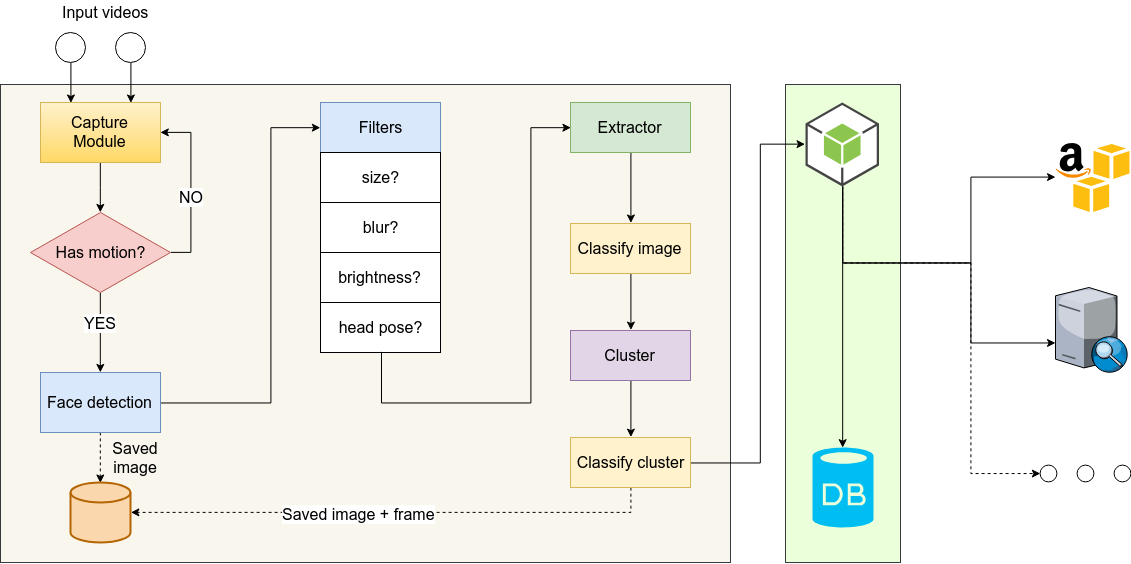 Input videos
Capture
Module
NO
Has motion?
YES
Face detection
Saved
image
Filters
size?
blur?
brightness?
head pose?
Extractor
Classify image
Cluster
Classify cluster
Saved image + frame
DB
a